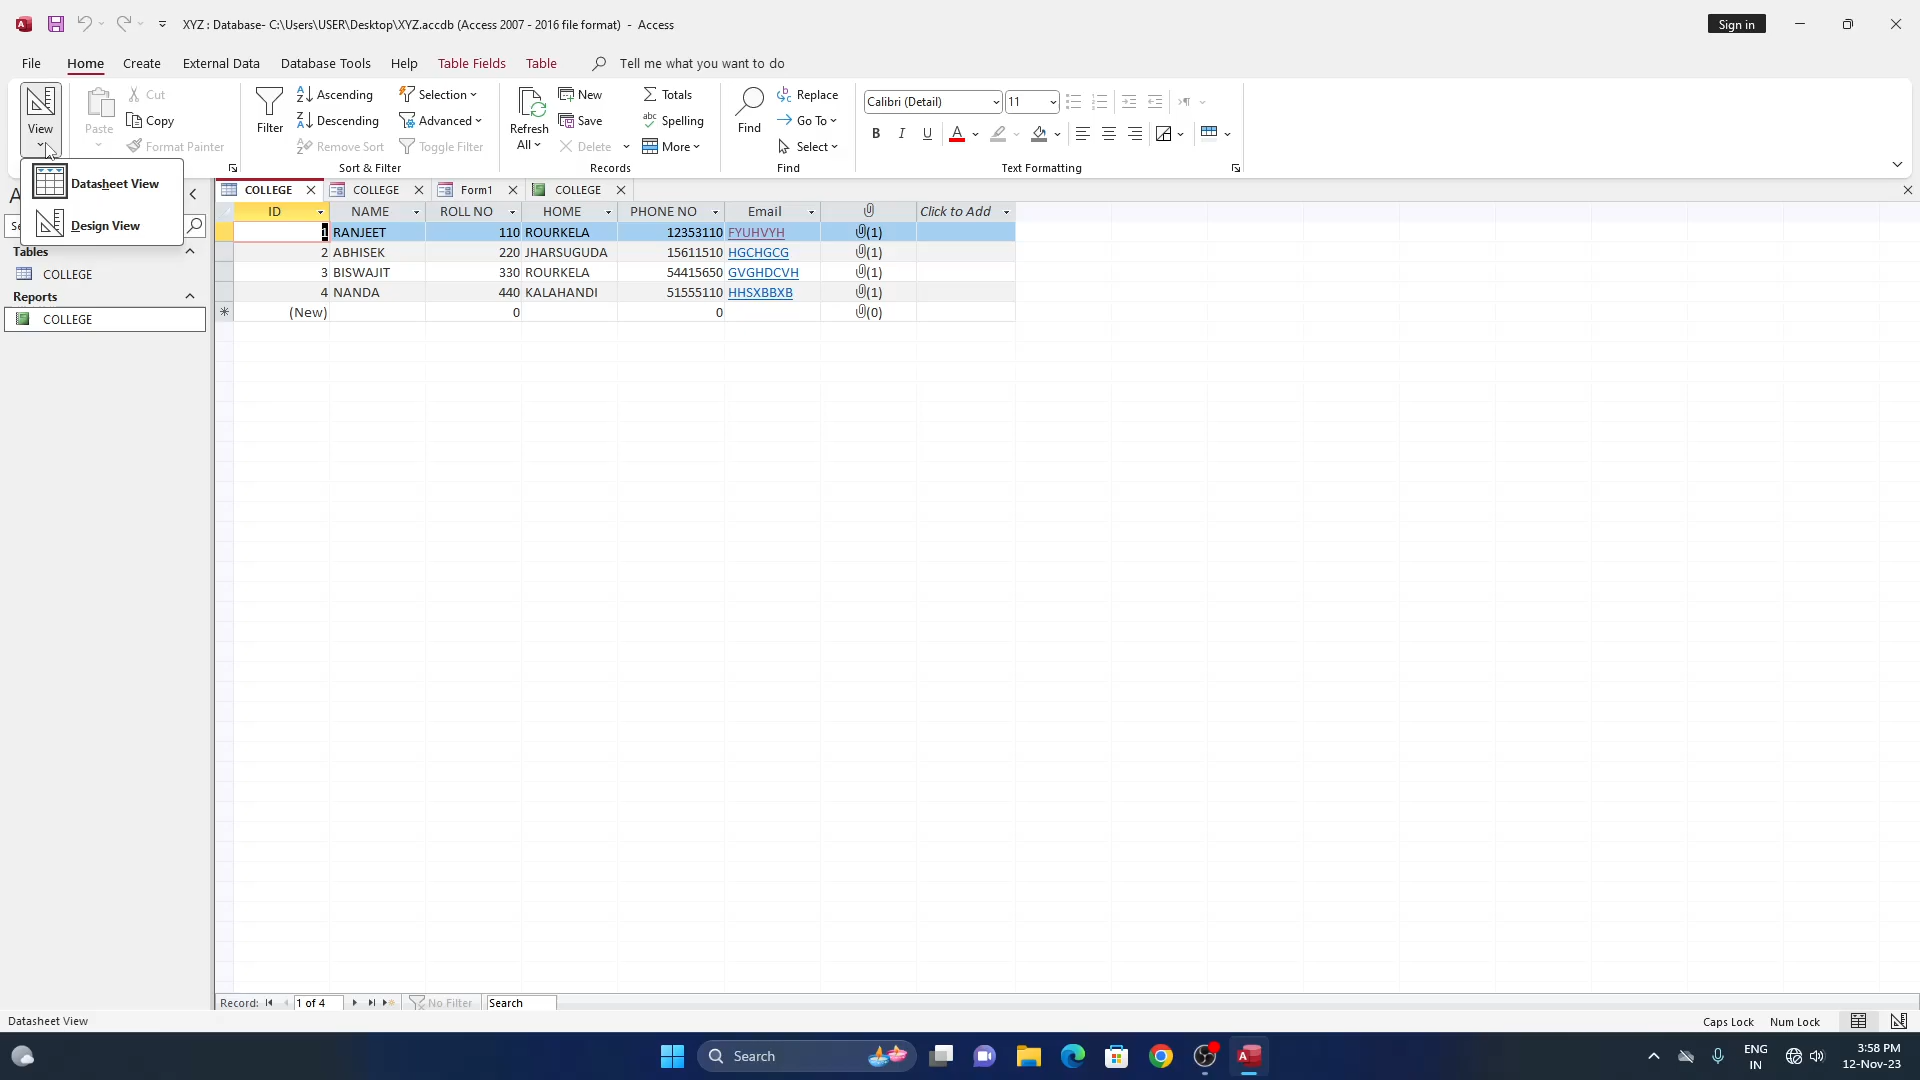 XYZ : Database- C:\Users\USER\Desktop\XYZ.accdb (Access 2007 - 2016 file format) - Access
Sign in
File Home Create External Data Database Tools Help Table Fields Table Tell me what you want to do
View
Paste
Cut
Copy
Format Painter
Filter
Ascending
Descending
Remove Sort
Selection
Advanced
Toggle Filter
Sort & Filter
Refresh
All
New
Save
Delete
Totals
Spelling
More
Records
Find
Replace
Go To
Select
Find
Calibri (Detail) 11
B I U A
Text Formatting
Datasheet View
Design View
Tables
COLLEGE
Reports
COLLEGE
COLLEGE COLLEGE Form1 COLLEGE
ID NAME ROLL NO HOME PHONE NO Email Click to Add
1 RANJEET 110 ROURKELA 12353110 FYUHVYH (1)
2 ABHISEK 220 JHARSUGUDA 15611510 HGCHGCG (1)
3 BISWAJIT 330 ROURKELA 54415650 GVGHDCVH (1)
4 NANDA 440 KALAHANDI 51555110 HHSXBBXB (1)
(New) 0 0 (0)
Record: 1 of 4 No Filter Search
Datasheet View Caps Lock Num Lock
Search
ENG
IN
3:58 PM
12-Nov-23